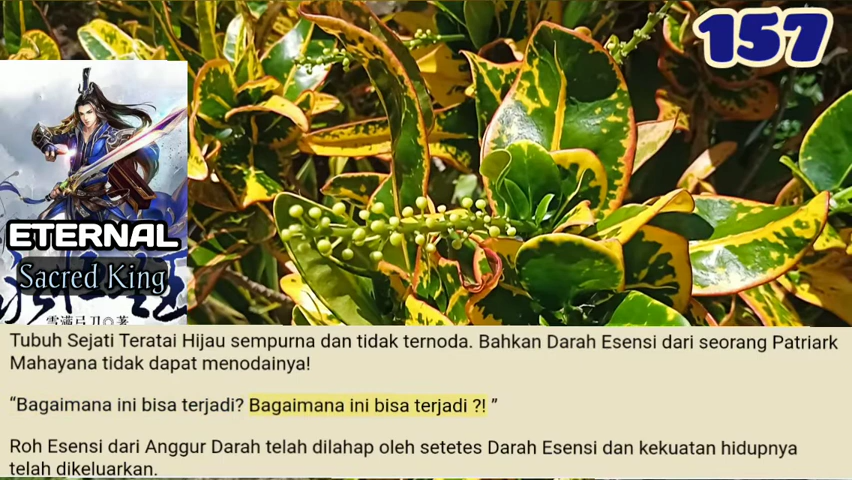 157
ETERNAL
Sacred King
雪满弓刀◎著
Tubuh Sejati Teratai Hijau sempurna dan tidak ternoda. Bahkan Darah Esensi dari seorang Patriark
Mahayana tidak dapat menodainya!
“Bagaimana ini bisa terjadi? Bagaimana ini bisa terjadi ?! ”
Roh Esensi dari Anggur Darah telah dilahap oleh setetes Darah Esensi dan kekuatan hidupnya
telah dikeluarkan.